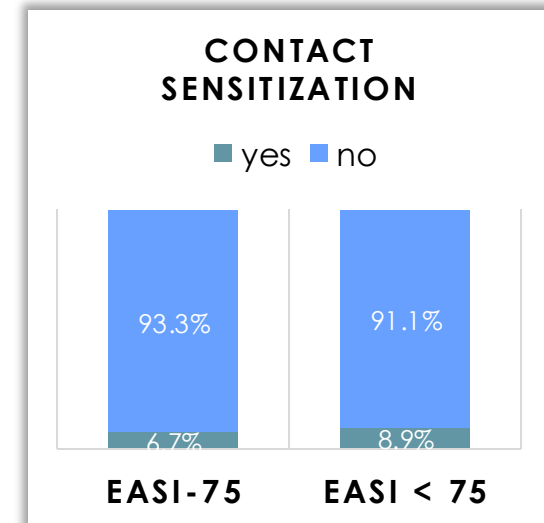 CONTACT
SENSITIZATION
yes no
93.3% 91.1%
6.7% 8.9%
EASI-75 EASI < 75